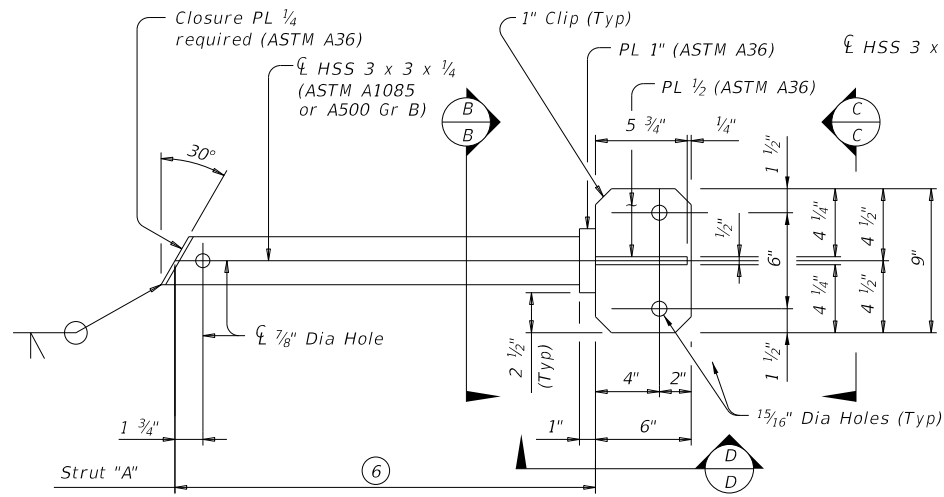 Closure PL ¼
required (ASTM A36)
℄ HSS 3 x 3 x ¼
(ASTM A1085
or A500 Gr B)
1" Clip (Typ)
PL 1" (ASTM A36)
PL ½ (ASTM A36)
℄ HSS 3 x
B
B
C
C
5 ¾"
¼"
1 ½"
30°
½"
6"
4 ¼"
4 ½"
9"
4 ¼"
4 ½"
1 ½"
℄ ⅞" Dia Hole
2 ½"
(Typ)
4"
2"
15/16" Dia Holes (Typ)
1 ¾"
1"
6"
D
D
Strut "A"
6